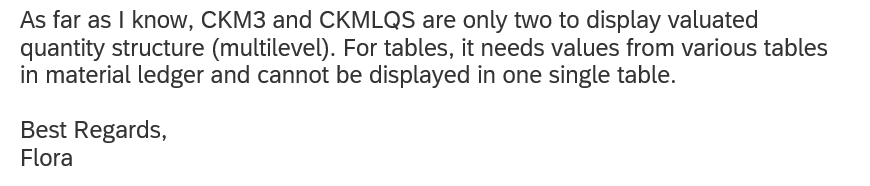 As far as I know, CKM3 and CKMLQS are only two to display valuated
quantity structure (multilevel). For tables, it needs values from various tables
in material ledger and cannot be displayed in one single table.
Best Regards,
Flora